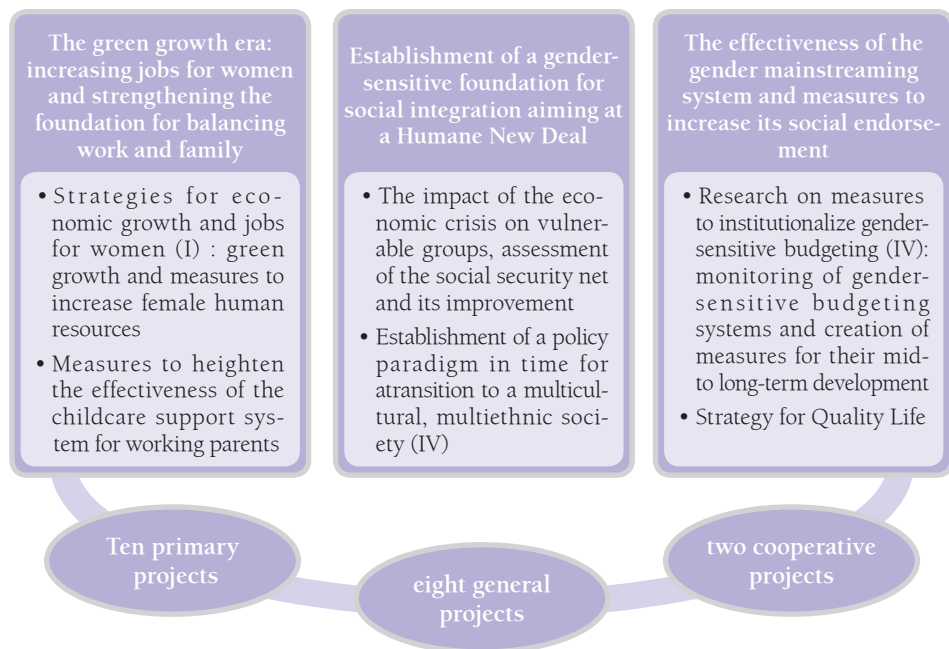 The green growth era:
increasing jobs for women
and strengthening the
foundation for balancing
work and family
• Strategies for eco-
nomic growth and jobs
for women (I) : green
growth and measures to
increase female human
resources
• Measures to heighten
the effectiveness of the
childcare support sys-
tem for working parents
Establishment of a gender-
sensitive foundation for
social integration aiming at
a Humane New Deal
• The impact of the eco-
nomic crisis on vulner-
able groups, assessment
of the social security net
and its improvement
• Establishment of a policy
paradigm in time for
atransition to a multicul-
tural, multiethnic soci-
ety (IV)
The effectiveness of the
gender mainstreaming
system and measures to
increase its social endorse-
ment
• Research on measures
to institutionalize gender-
sensitive budgeting (IV):
monitoring of gender-
sensitive budgeting
systems and creation of
measures for their mid-
to long-term development
• Strategy for Quality Life
Ten primary
projects
eight general
projects
two cooperative
projects